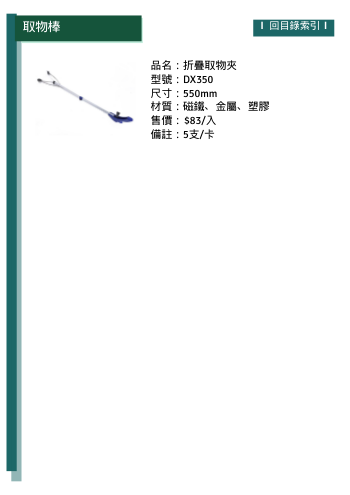 取物棒
I 回目錄索引 I
品名：折疊取物夾
型號：DX350
尺寸：550mm
材質：磁鐵、金屬、塑膠
售價：$83/入
備註：5支/卡